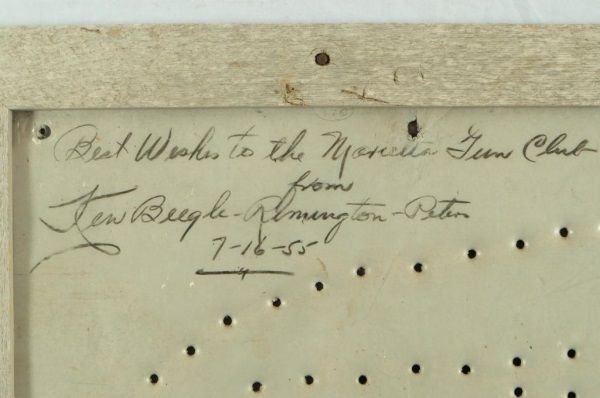 Best Wishes to the Marietta Gun Club
from
Ken Beegle - Remington - Peters
7-16-55